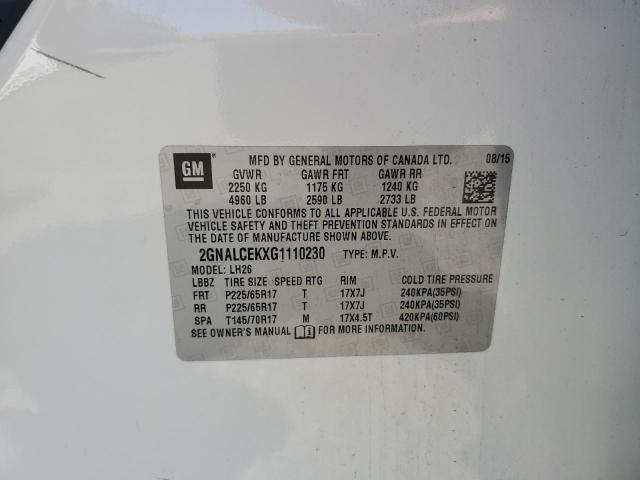 GM
MFD BY GENERAL MOTORS OF CANADA LTD. 08/15
GVWR GAWR FRT GAWR RR
2250 KG 1175 KG 1240 KG
4960 LB 2590 LB 2733 LB
THIS VEHICLE CONFORMS TO ALL APPLICABLE U.S. FEDERAL MOTOR
VEHICLE SAFETY AND THEFT PREVENTION STANDARDS IN EFFECT ON
THE DATE OF MANUFACTURE SHOWN ABOVE.
2GNALCEKXG1110230 TYPE: M.P.V.
MODEL: LH26
LBBZ TIRE SIZE SPEED RTG RIM COLD TIRE PRESSURE
FRT P225/65R17 T 17X7J 240KPA(35PSI)
RR P225/65R17 T 17X7J 240KPA(35PSI)
SPA T145/70R17 M 17X4.5T 420KPA(60PSI)
SEE OWNER'S MANUAL FOR MORE INFORMATION